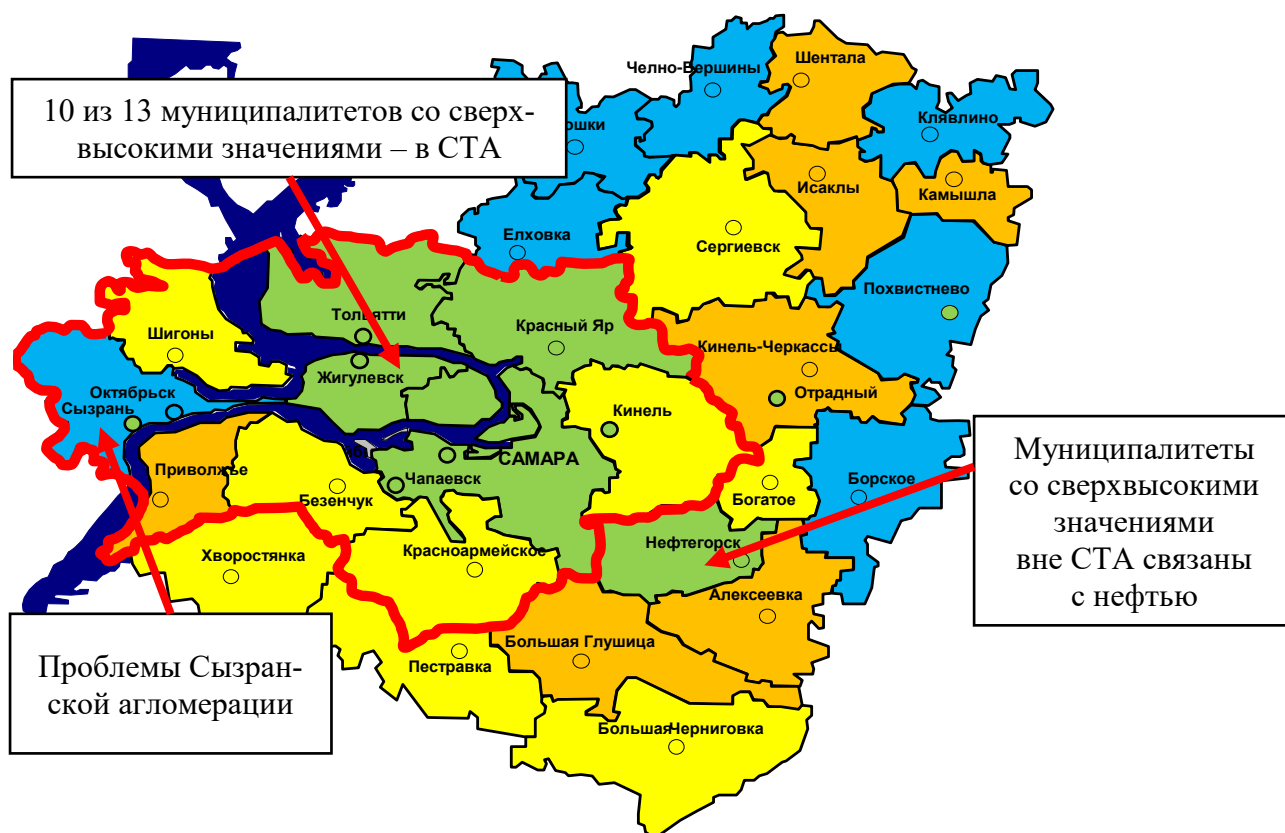 Шентала
Челно-Вершины
10 из 13 муниципалитетов со сверх-
высокими значениями – в СТА
Клявлино
Исаклы
Камышла
Елховка
Сергиевск
Похвистнево
Тольятти
Красный Яр
Шигоны
Кинель-Черкассы
Жигулевск
Октябрьск
Отрадный
Сызрань
Кинель
САМАРА
Приволжье
Чапаевск
Богатое
Борское
Безенчук
Муниципалитеты
со сверхвысокими
значениями
вне СТА связаны
с нефтью
Нефтегорск
Хворостянка
Красноармейское
Алексеевка
Большая Глушица
Пестравка
Проблемы Сызран-
ской агломерации
Большая Черниговка